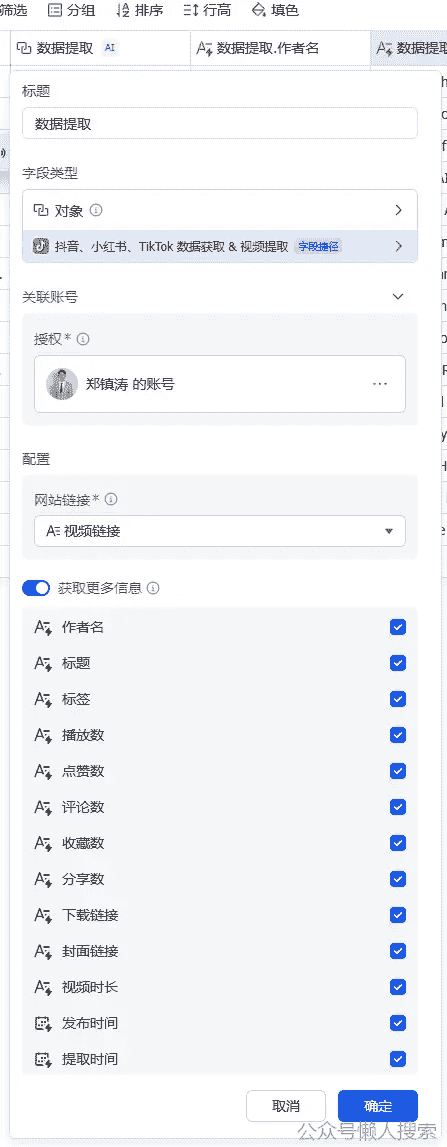 筛选 分组 排序 行高 填色
数据提取 AI 数据提取.作者名 数据提取
标题
数据提取
字段类型
对象
抖音、小红书、TikTok 数据获取 & 视频提取 字段捷径
关联账号
授权*
郑镇涛 的账号
配置
网站链接*
视频链接
获取更多信息
作者名
标题
标签
播放数
点赞数
评论数
收藏数
分享数
下载链接
封面链接
视频时长
发布时间
提取时间
取消 确定
公众号懒人搜索